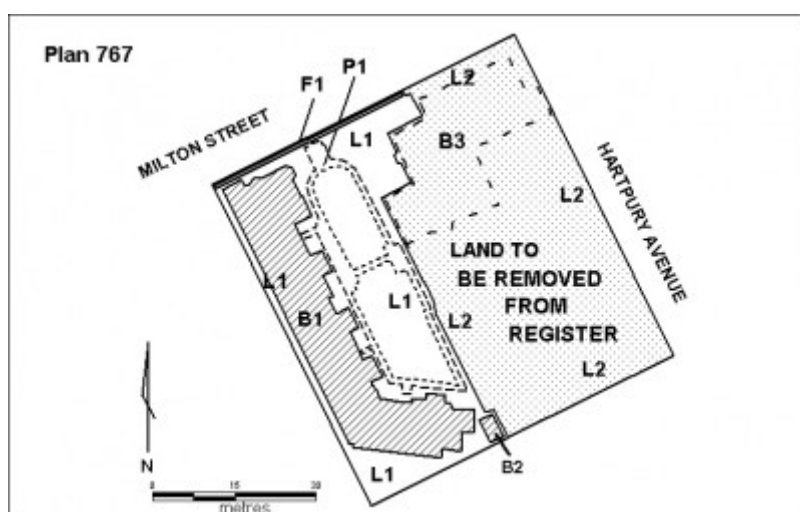 Plan 767
F1
P1
L2
MILTON STREET
L1
B3
HARTPURY AVENUE
L2
LAND TO
BE REMOVED
FROM
REGISTER
L1
L1
B1
L2
L2
N
L1
B2
0 15 30
metres